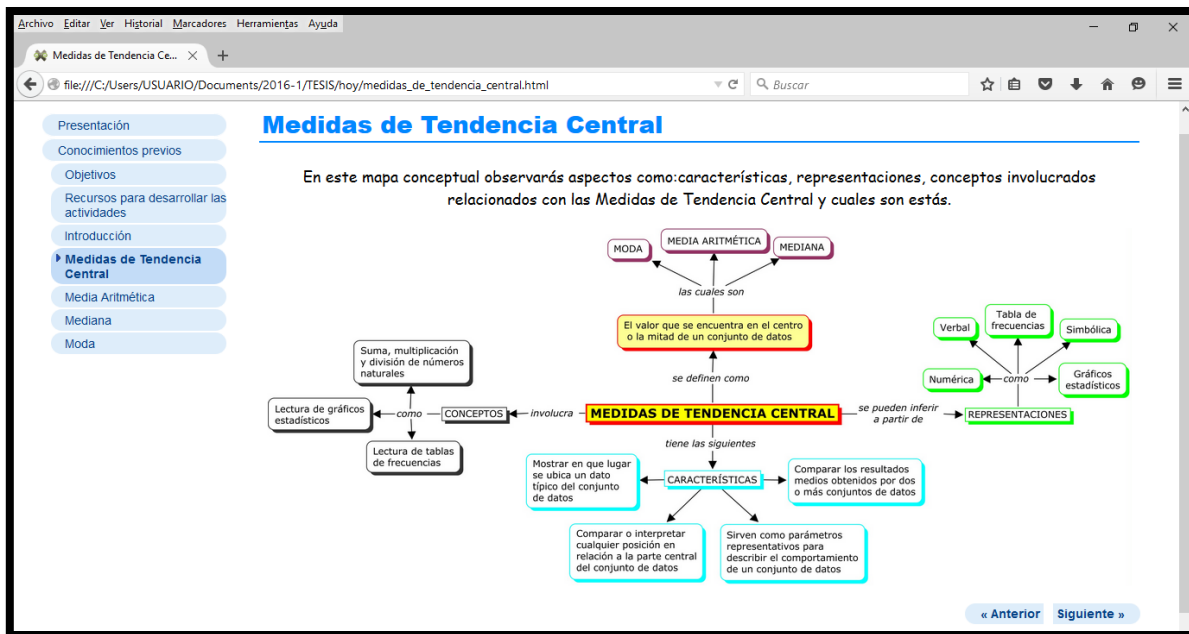 Archivo Editar Ver Historial Marcadores Herramientas Ayuda
Medidas de Tendencia Ce...
file:///C:/Users/USUARIO/Documents/2016-1/TESIS/hoy/medidas_de_tendencia_central.html
Buscar
Presentación
Conocimientos previos
Objetivos
Recursos para desarrollar las
actividades
Introducción
Medidas de Tendencia
Central
Media Aritmética
Mediana
Moda
Medidas de Tendencia Central
En este mapa conceptual observarás aspectos como:características, representaciones, conceptos involucrados
relacionados con las Medidas de Tendencia Central y cuales son estás.
MODA
MEDIA ARITMÉTICA
MEDIANA
las cuales son
El valor que se encuentra en el centro
o la mitad de un conjunto de datos
se definen como
Suma, multiplicación
y división de números
naturales
Lectura de gráficos
estadísticos
como
CONCEPTOS
involucra
Lectura de tablas
de frecuencias
MEDIDAS DE TENDENCIA CENTRAL
se pueden inferir
a partir de
REPRESENTACIONES
como
Numérica
Verbal
Tabla de
frecuencias
Simbólica
Gráficos
estadísticos
tiene las siguientes
CARACTERÍSTICAS
Mostrar en que lugar
se ubica un dato
típico del conjunto
de datos
Comparar los resultados
medios obtenidos por dos
o más conjuntos de datos
Comparar o interpretar
cualquier posición en
relación a la parte central
del conjunto de datos
Sirven como parámetros
representativos para
describir el comportamiento
de un conjunto de datos
« Anterior
Siguiente »